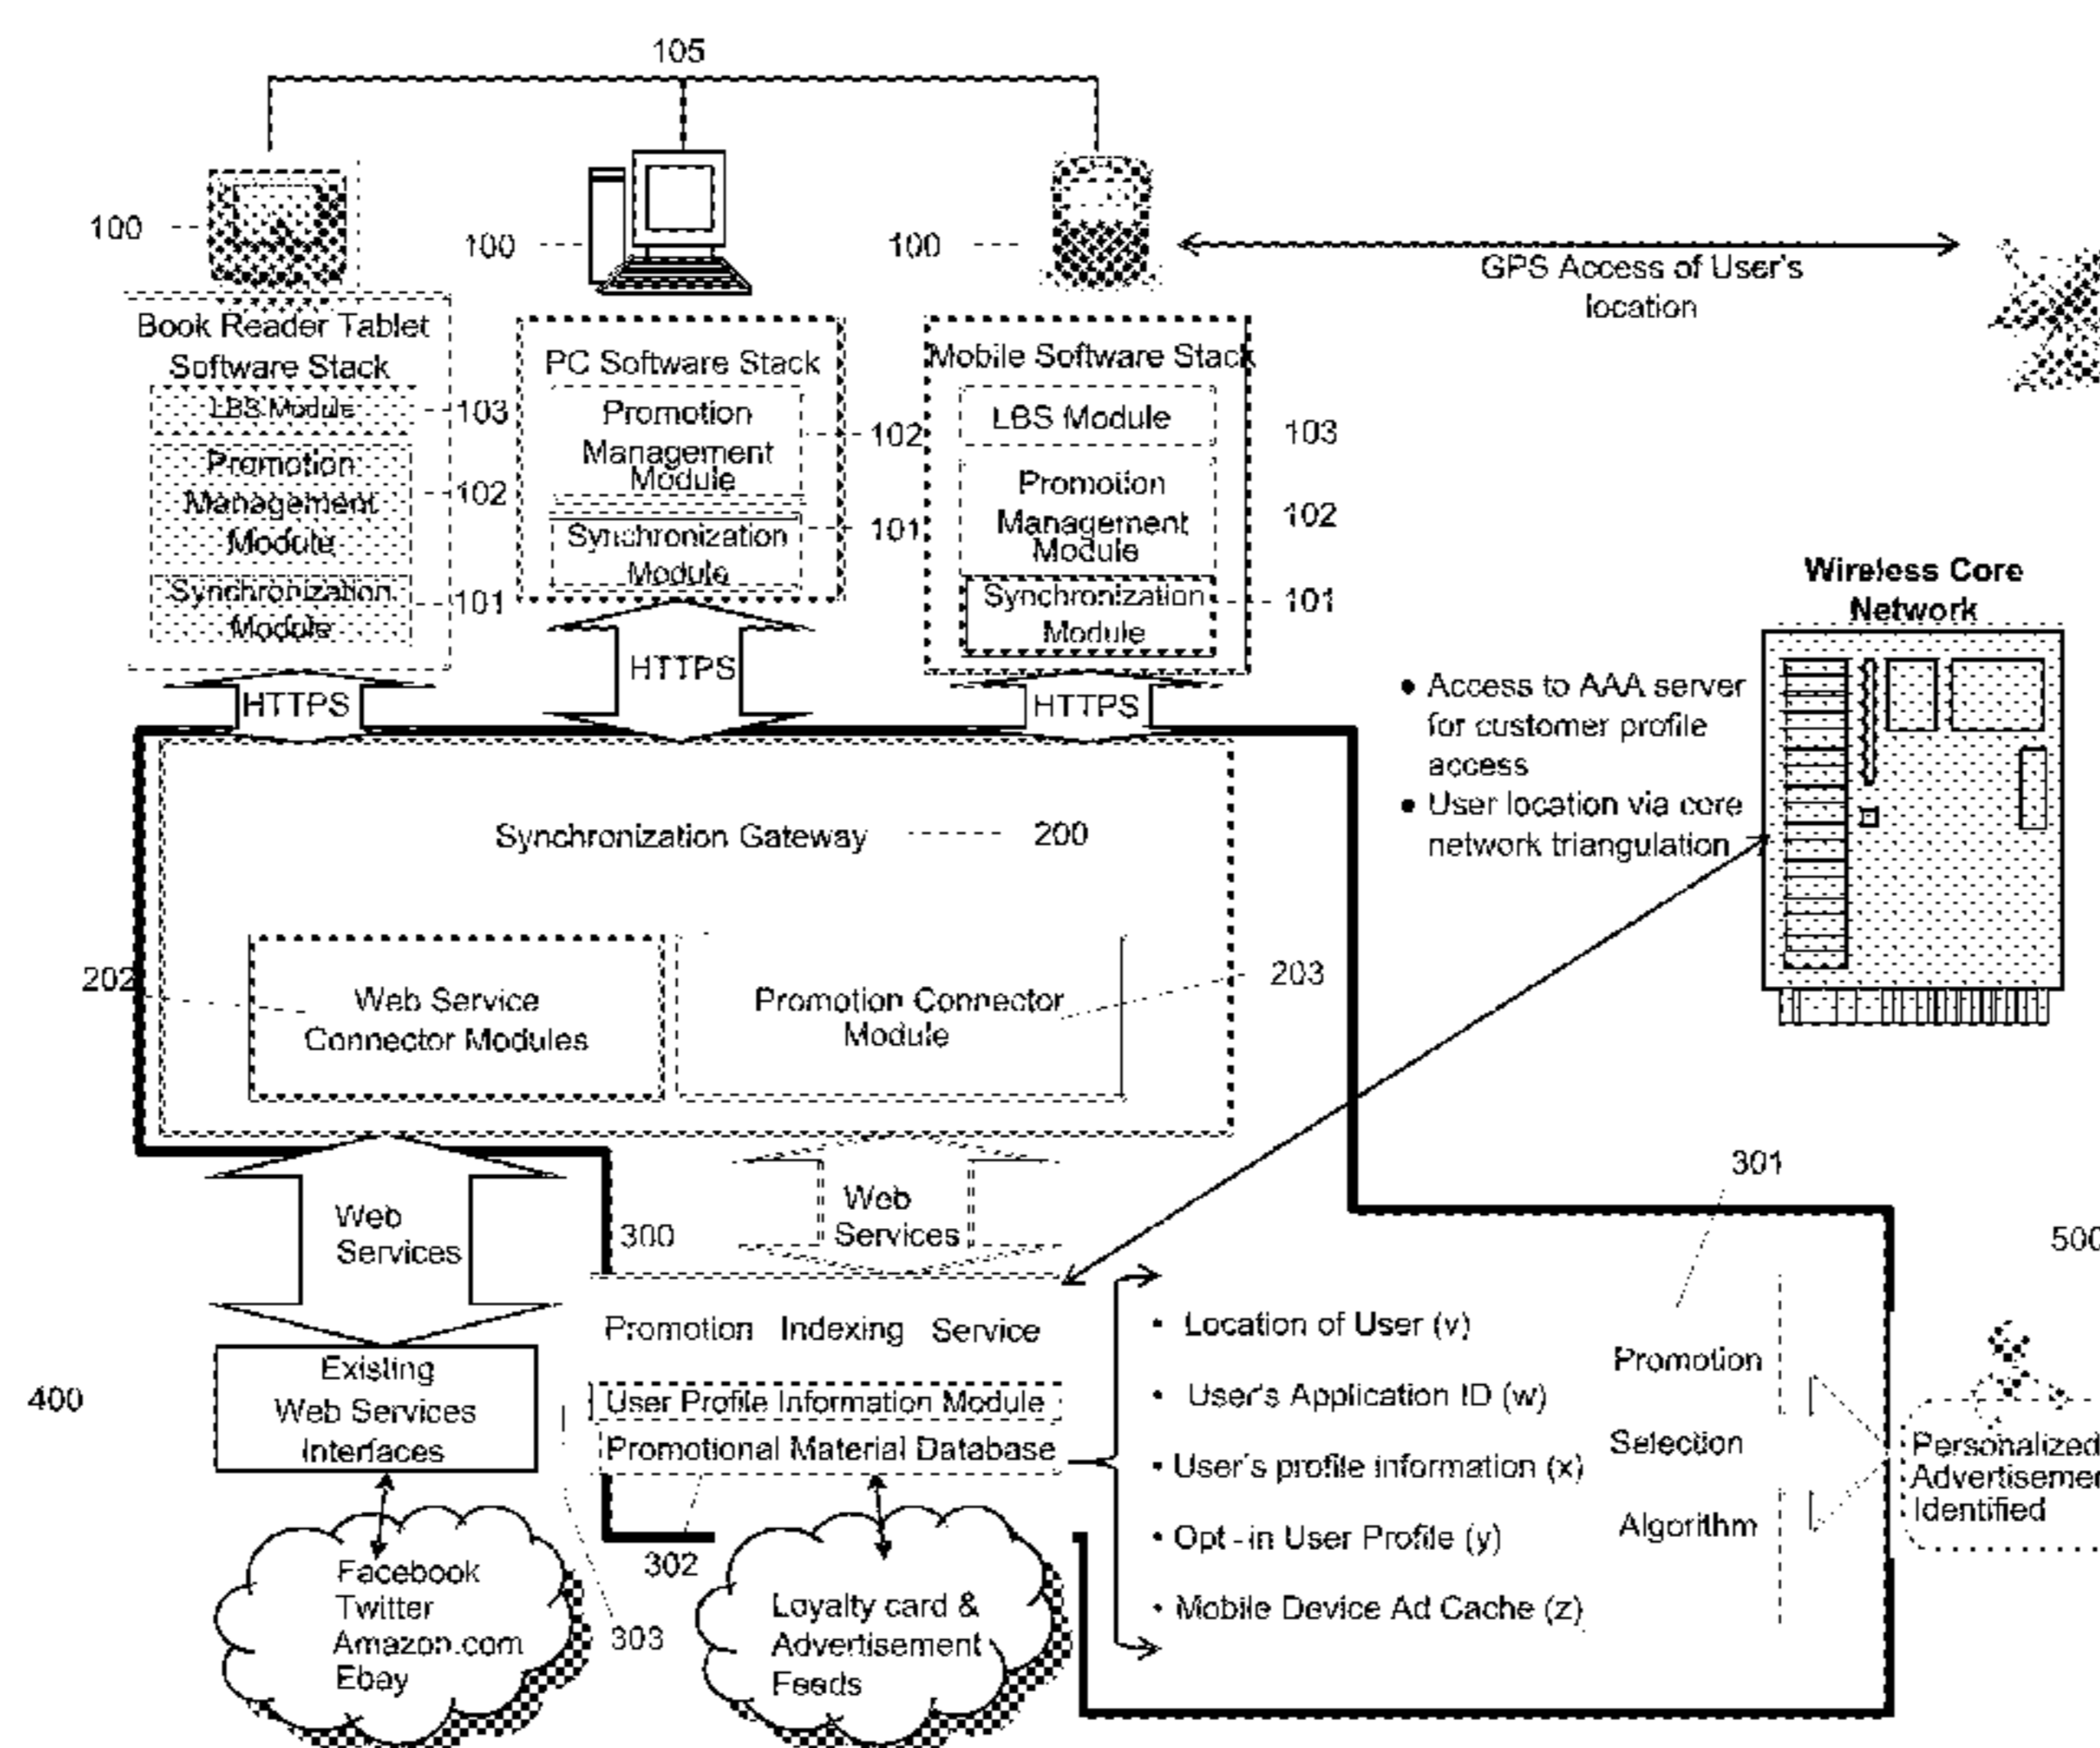 105
100
100
100
GPS Access of User's
location
Book Reader Tablet
Software Stack
LBS Module
103
Promotion
Management
Module
102
Synchronization
Module
101
PC Software Stack
Promotion
Management
Module
102
Synchronization
Module
101
Mobile Software Stack
LBS Module
103
Promotion
Management
Module
102
Synchronization
Module
101
HTTPS
HTTPS
HTTPS
Wireless Core
Network
• Access to AAA server
for customer profile
access
• User location via core
network triangulation
Synchronization Gateway
200
202
Web Service
Connector Modules
Promotion Connector
Module
203
Web
Services
Web
Services
300
301
500
Promotion Indexing Service
User Profile Information Module
Promotional Material Database
400
Existing
Web Services
Interfaces
• Location of User (v)
• User's Application ID (w)
• User's profile information (x)
• Opt-in User Profile (y)
• Mobile Device Ad Cache (z)
Promotion
Selection
Algorithm
Personalized
Advertisemen
Identified
302
303
Facebook
Twitter
Amazon.com
Ebay
Loyalty card &
Advertisement
Feeds